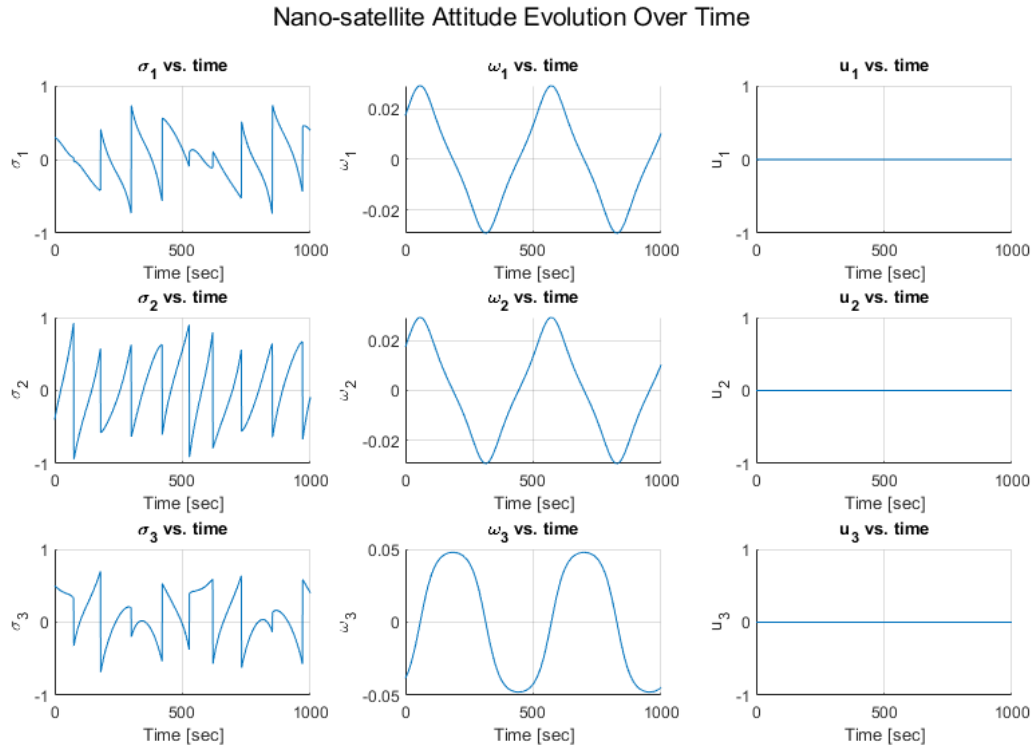 Nano-satellite Attitude Evolution Over Time
σ1 vs. time
1
0
-1
σ1
0
500
1000
Time [sec]
ω1 vs. time
0.02
0
-0.02
ω1
0
500
1000
Time [sec]
u1 vs. time
1
0
-1
u1
0
500
1000
Time [sec]
σ2 vs. time
1
0
-1
σ2
0
500
1000
Time [sec]
ω2 vs. time
0.02
0
-0.02
ω2
0
500
1000
Time [sec]
u2 vs. time
1
0
-1
u2
0
500
1000
Time [sec]
σ3 vs. time
1
0
-1
σ3
0
500
1000
Time [sec]
ω3 vs. time
0.05
0
-0.05
ω3
0
500
1000
Time [sec]
u3 vs. time
1
0
-1
u3
0
500
1000
Time [sec]